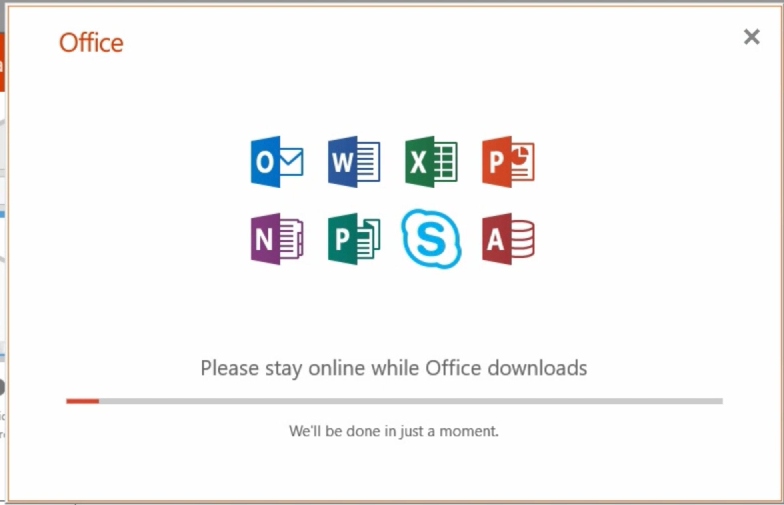 Office
O W X P
N P S A
Please stay online while Office downloads
We'll be done in just a moment.